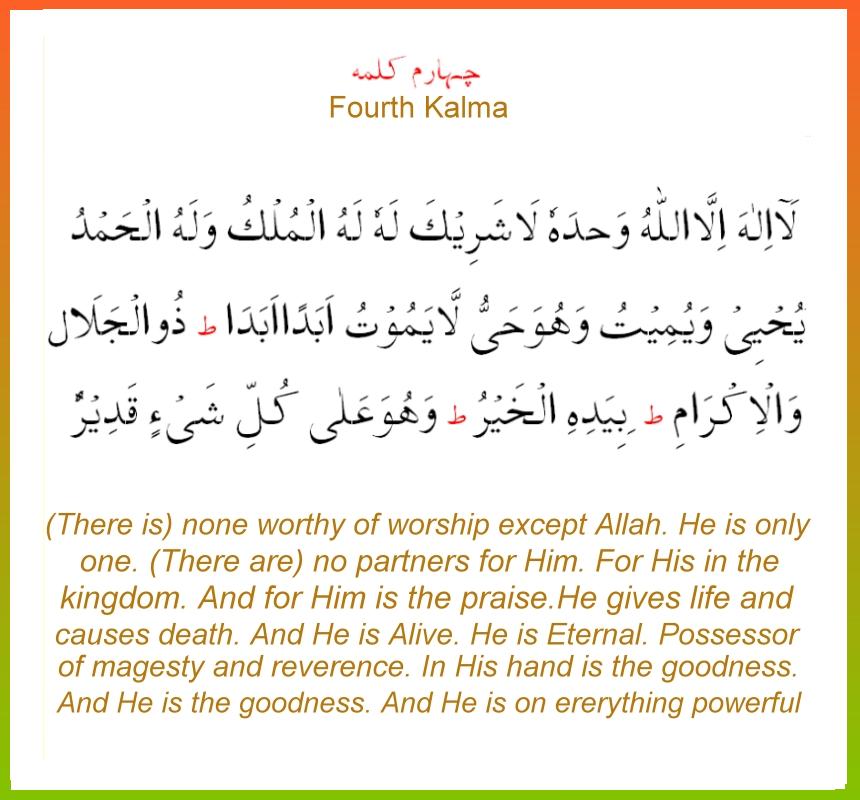 چہارم کلمه
Fourth Kalma
لَآاِلٰهَ اِلَّااللّٰهُ وَحدَهٗ لَاشَرِيْكَ لَهٗ لَهُ الْمُلْكُ وَلَهُ الْحَمْدُ
يُحْيِيْ وَيُمِيْتُ وَهُوَحَىُّ لَّايَمُوْتُ اَبَدًااَبَدَا ط ذُوالْجَلَالِ
وَالْاِكْرَامِ ط بِيَدِهِ الْخَيْرُ ط وَهُوَعَلٰى كُلِّ شَىْءٍ قَدِيْرٌ
(There is) none worthy of worship except Allah. He is only
one. (There are) no partners for Him. For His in the
kingdom. And for Him is the praise.He gives life and
causes death. And He is Alive. He is Eternal. Possessor
of magesty and reverence. In His hand is the goodness.
And He is the goodness. And He is on ererything powerful